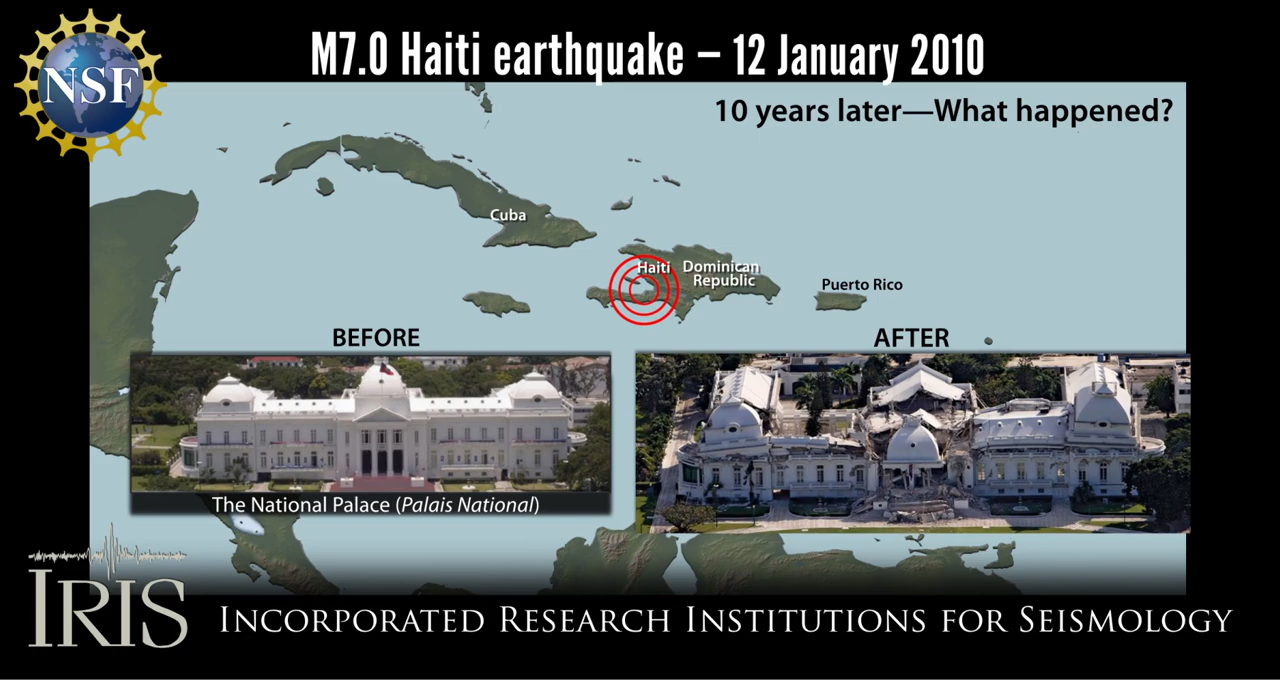 NSF
M7.0 Haiti earthquake – 12 January 2010
10 years later—What happened?
Cuba
Haiti
Dominican
Republic
Puerto Rico
BEFORE
AFTER
The National Palace (Palais National)
IRIS
INCORPORATED RESEARCH INSTITUTIONS FOR SEISMOLOGY